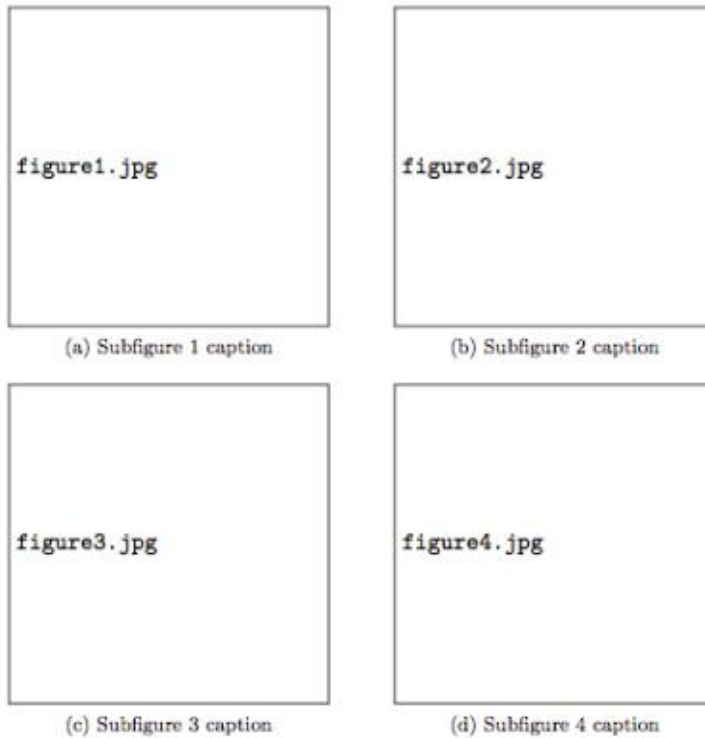 figure1.jpg
figure2.jpg
(a) Subfigure 1 caption
(b) Subfigure 2 caption
figure3.jpg
figure4.jpg
(c) Subfigure 3 caption
(d) Subfigure 4 caption